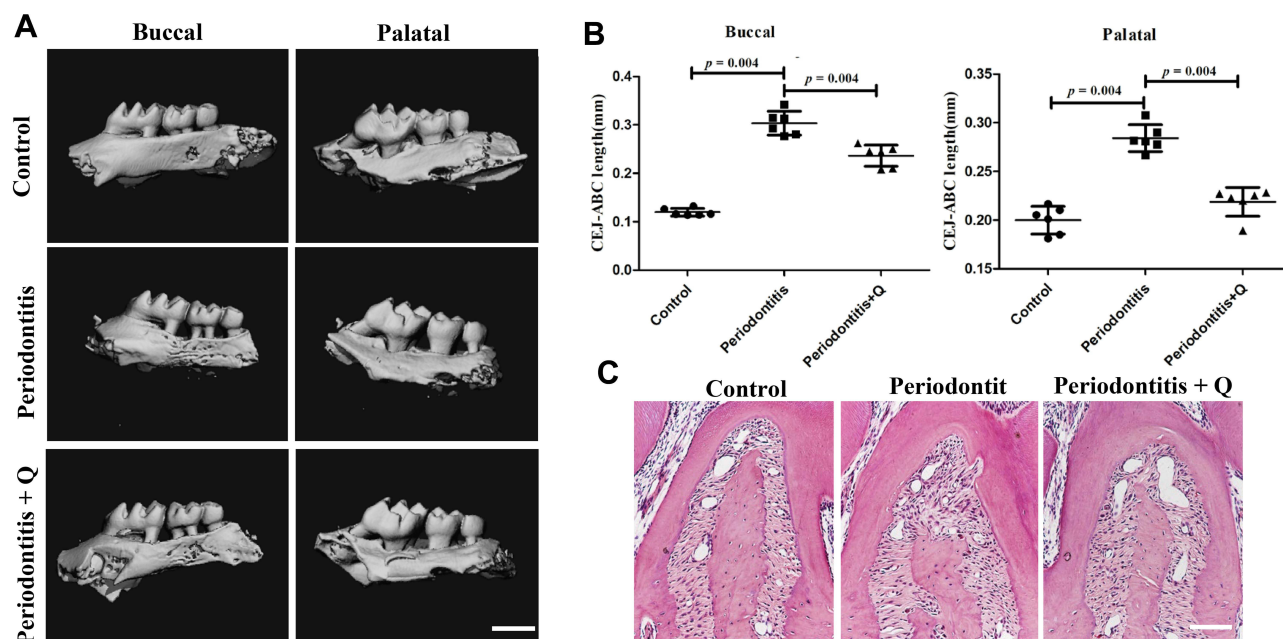 A
Buccal
Palatal
Control
Periodontitis
Periodontitis + Q
B
Buccal
p = 0.004
p = 0.004
CEJ-ABC length(mm)
0.4
0.3
0.2
0.1
0.0
Control
Periodontitis
Periodontitis+Q
Palatal
p = 0.004
p = 0.004
CEJ-ABC length(mm)
0.35
0.30
0.25
0.20
0.15
Control
Periodontitis
Periodontitis+Q
C
Control
Periodontit
Periodontitis + Q